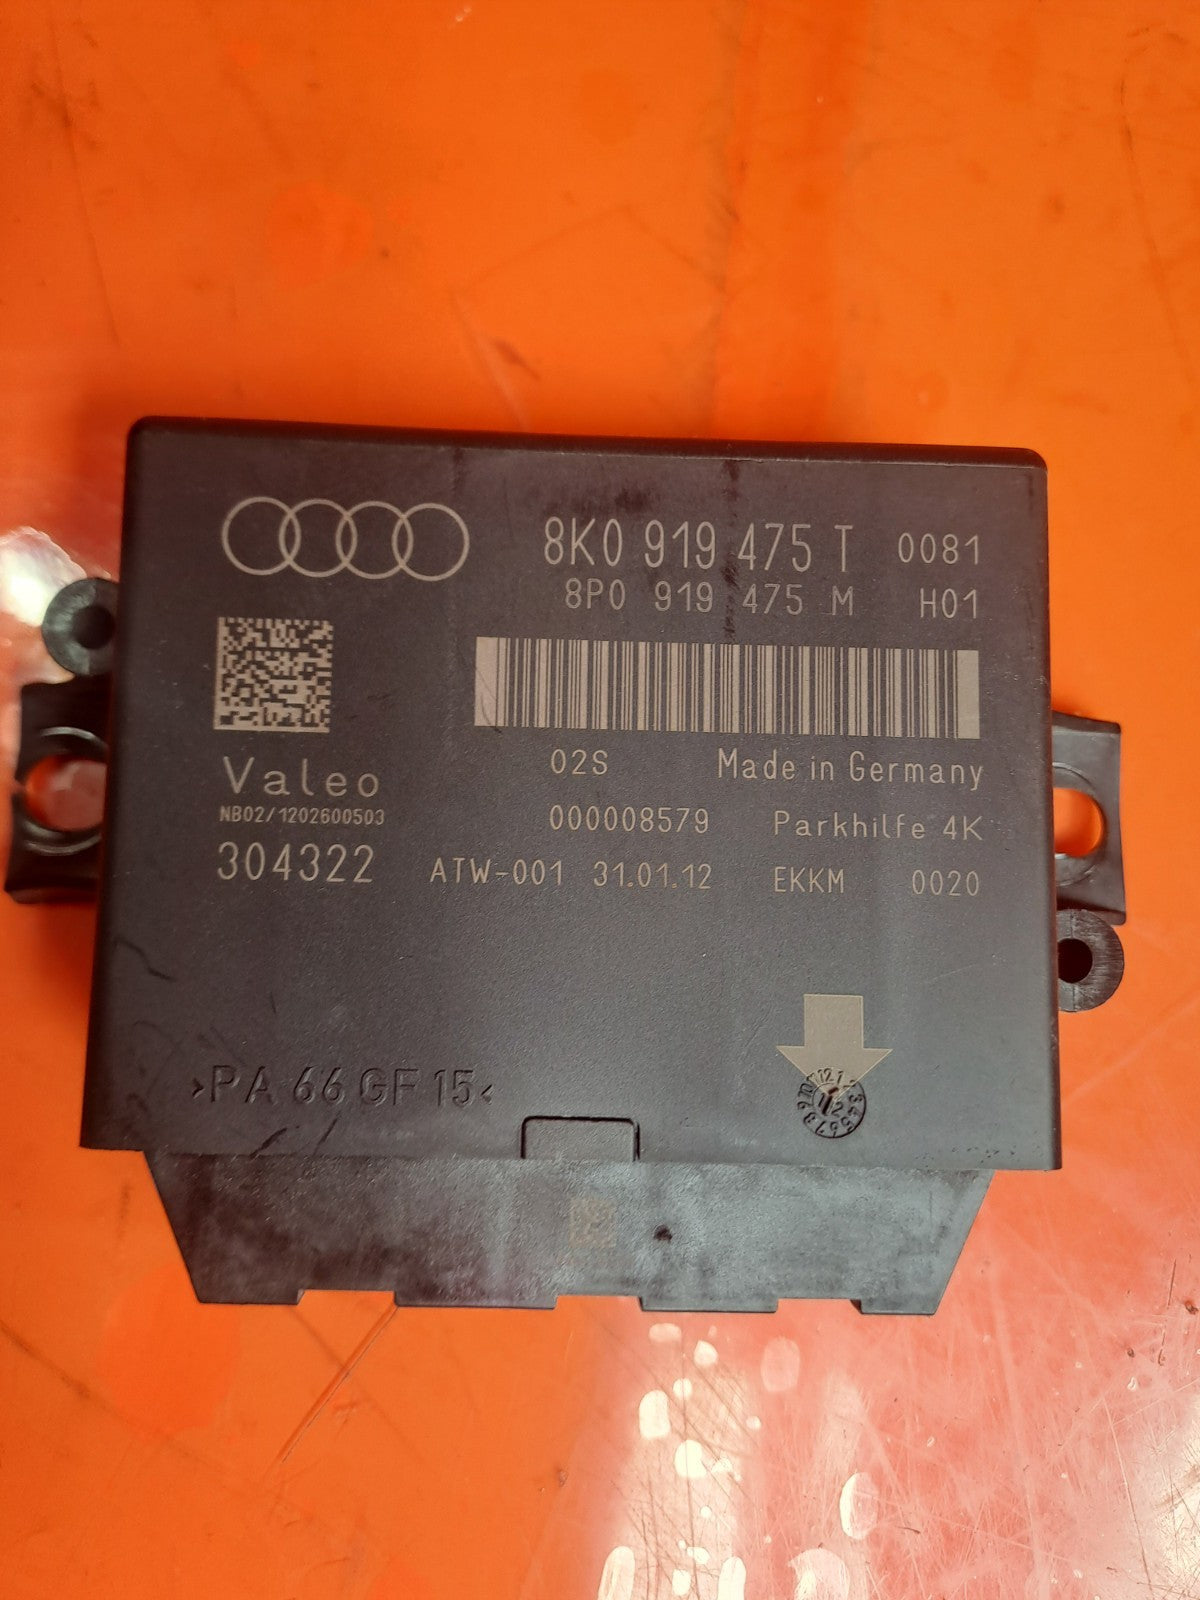 8K0 919 475 T 0081
8P0 919 475 M H01
Valeo
NB02/1202600503
304322
02S Made in Germany
000008579 Parkhilfe 4K
ATW-001 31.01.12 EKKM 0020
>PA 66 GF 15<